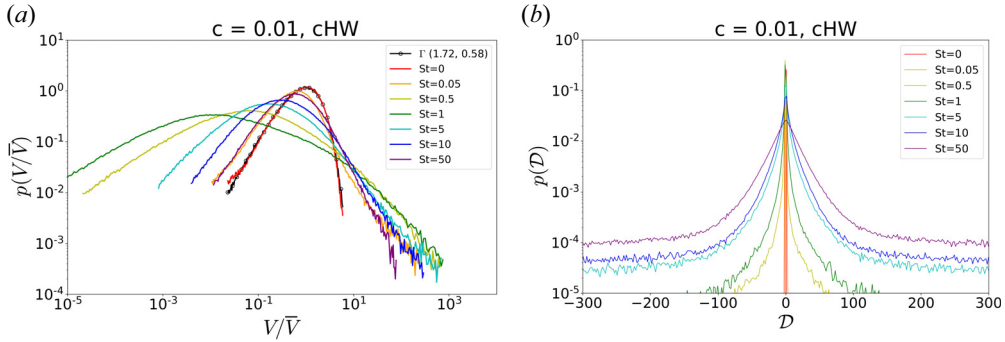 (a)
c = 0.01, cHW
p(V/V̅)
10^1
10^0
10^-1
10^-2
10^-3
10^-4
10^-5
10^-3
10^-1
10^1
10^3
V/V̅
Γ (1.72, 0.58)
St=0
St=0.05
St=0.5
St=1
St=5
St=10
St=50
(b)
c = 0.01, cHW
p(𝒟)
10^0
10^-1
10^-2
10^-3
10^-4
10^-5
−300
−200
−100
0
100
200
300
𝒟
St=0
St=0.05
St=0.5
St=1
St=5
St=10
St=50